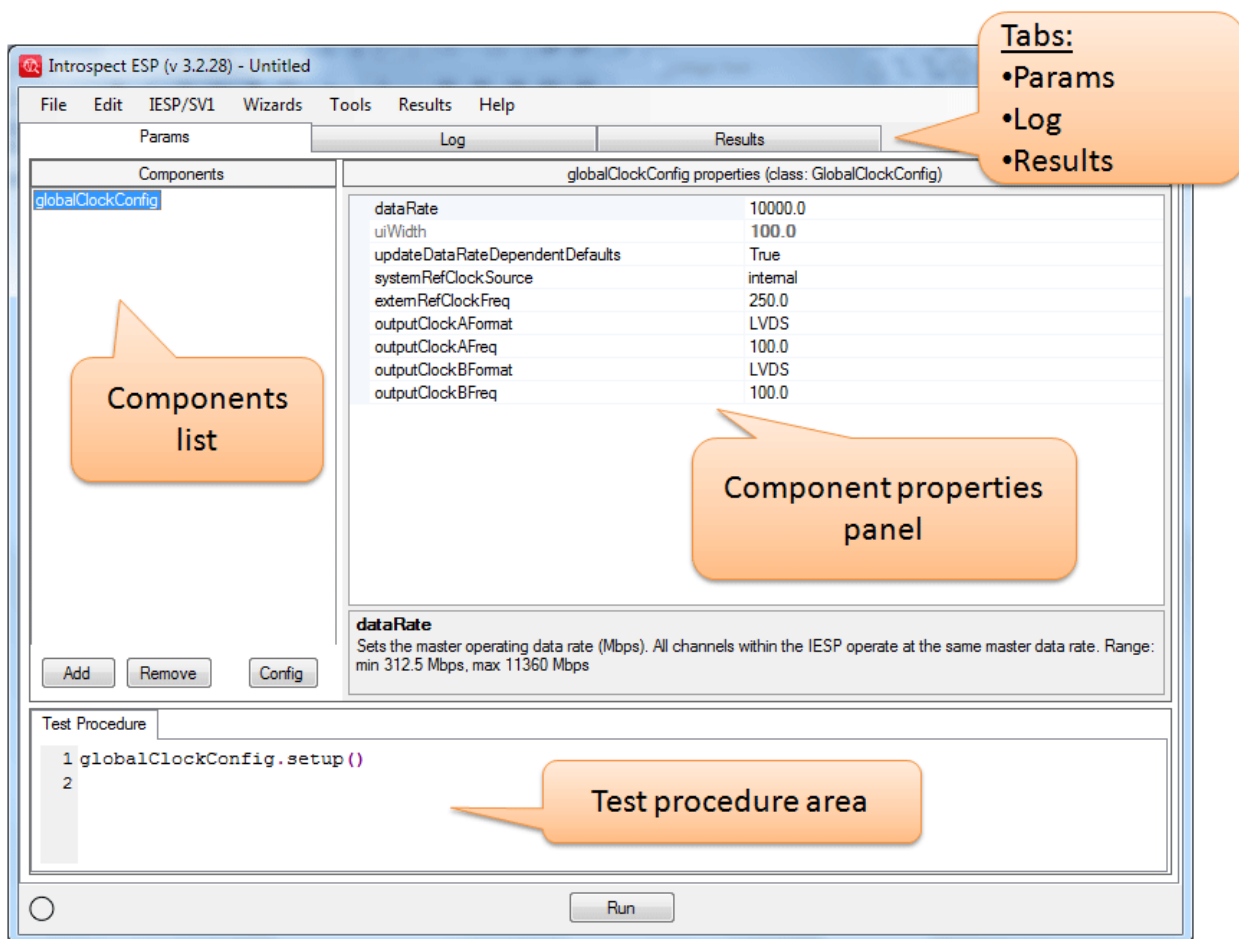 Tabs:
•Params
•Log
•Results
Introspect ESP (v 3.2.28) - Untitled
File Edit IESP/SV1 Wizards Tools Results Help
Params Log Results
Components
globalClockConfig properties (class: GlobalClockConfig)
globalClockConfig
dataRate 10000.0
uiWidth 100.0
updateDataRateDependentDefaults True
systemRefClockSource internal
externRefClockFreq 250.0
outputClockAFormat LVDS
outputClockAFreq 100.0
outputClockBFormat LVDS
outputClockBFreq 100.0
Components
list
Component properties
panel
dataRate
Sets the master operating data rate (Mbps). All channels within the IESP operate at the same master data rate. Range:
min 312.5 Mbps, max 11360 Mbps
Add Remove Config
Test Procedure
1 globalClockConfig.setup()
2
Test procedure area
Run